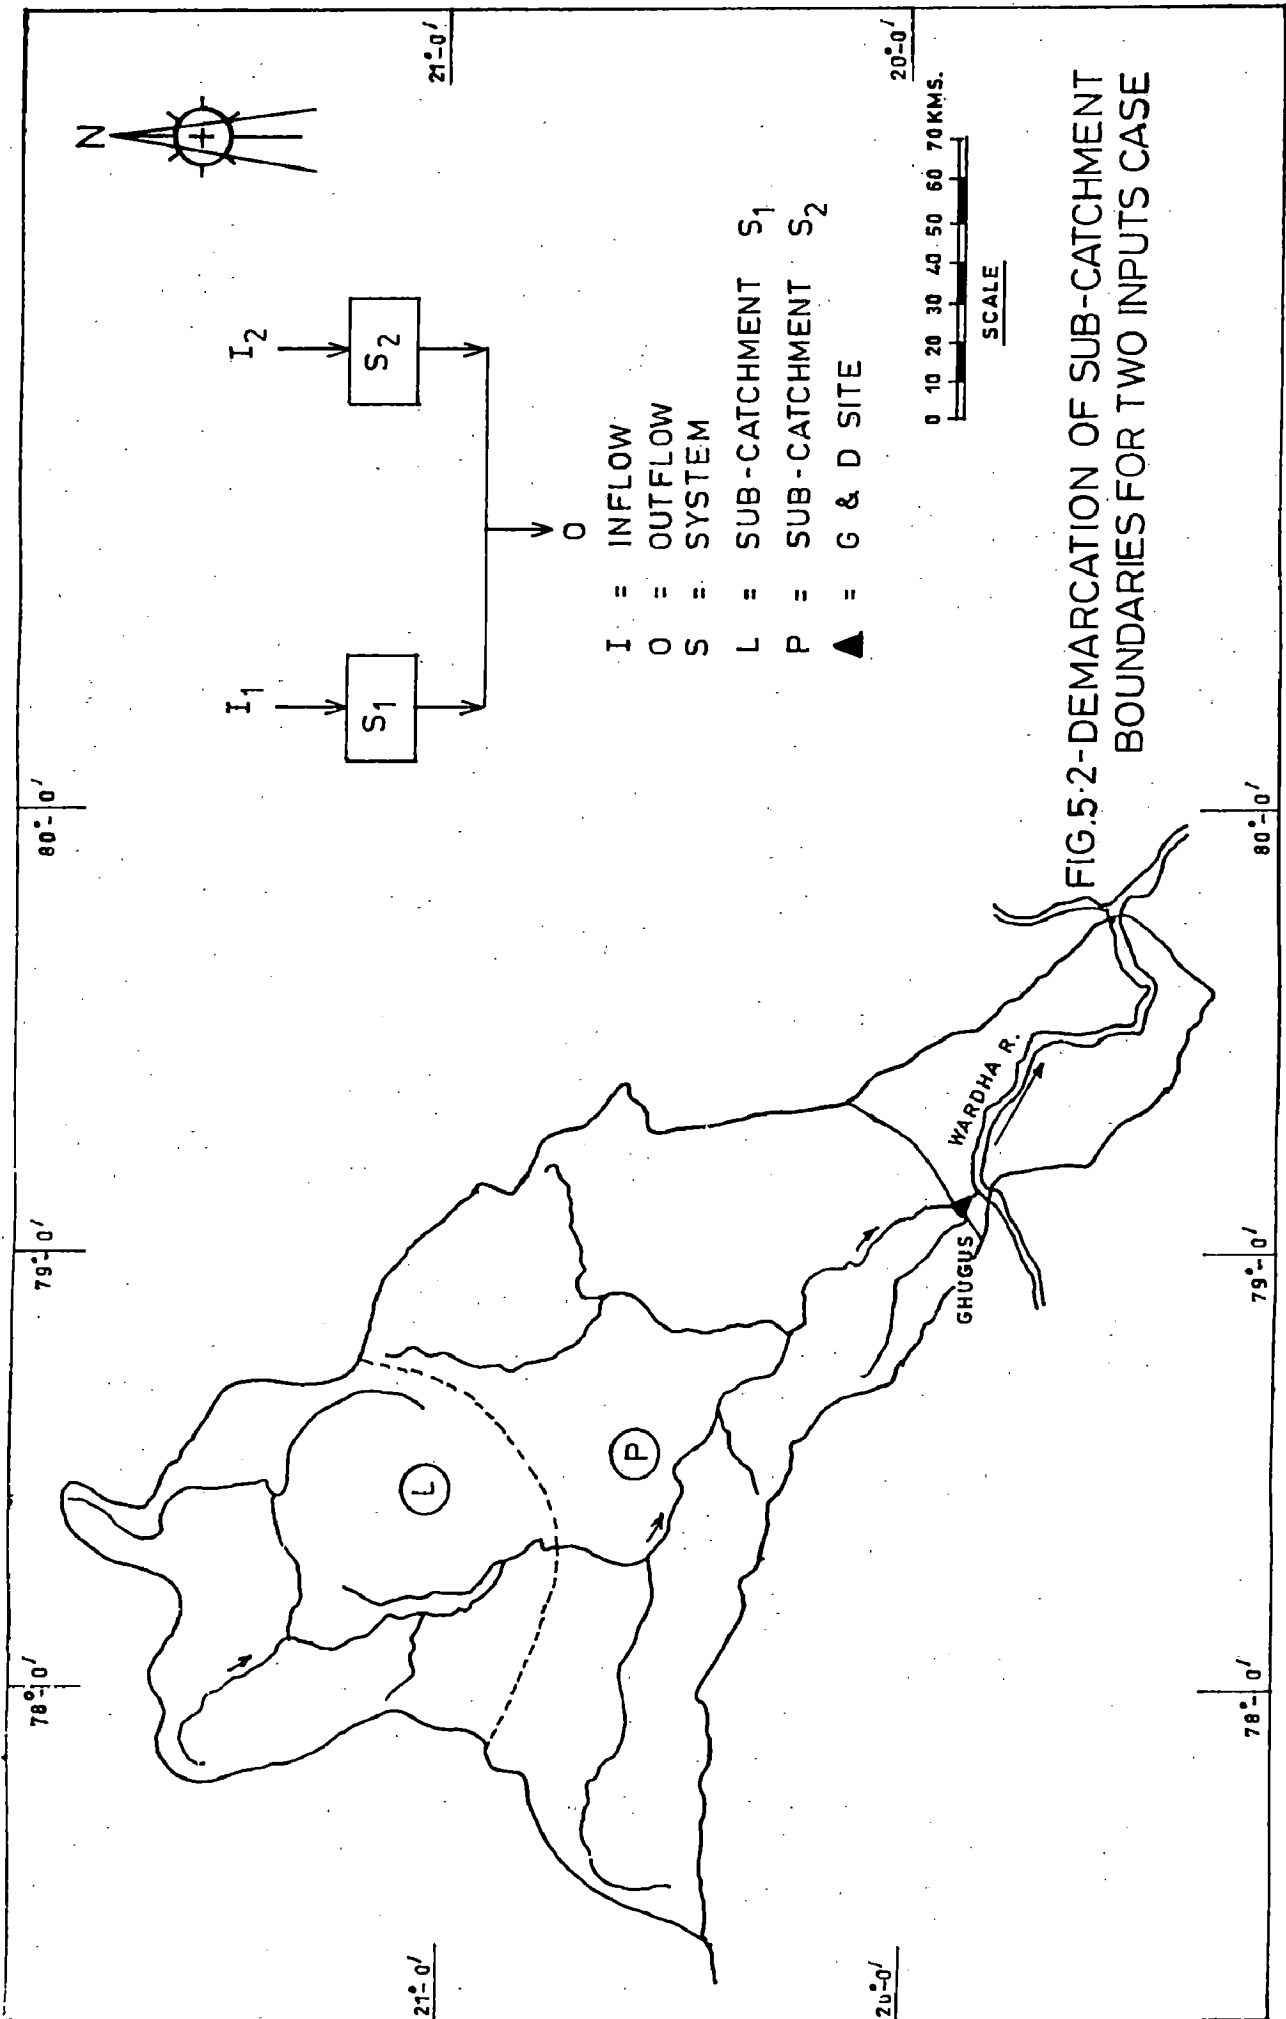 N
80°-0'
79°-0'
78°-0'
21°-0'
20°-0'
21°-0'
20°-0'
80°-0'
79°-0'
78°-0'
I1
I2
S1
S2
O
I = INFLOW
O = OUTFLOW
S = SYSTEM
L = SUB-CATCHMENT S1
P = SUB-CATCHMENT S2
▲ = G & D SITE
L
P
WARDHA R.
GHUGUS
0 10 20 30 40 50 60 70 KMS.
SCALE
FIG.5.2-DEMARCATION OF SUB-CATCHMENT
BOUNDARIES FOR TWO INPUTS CASE